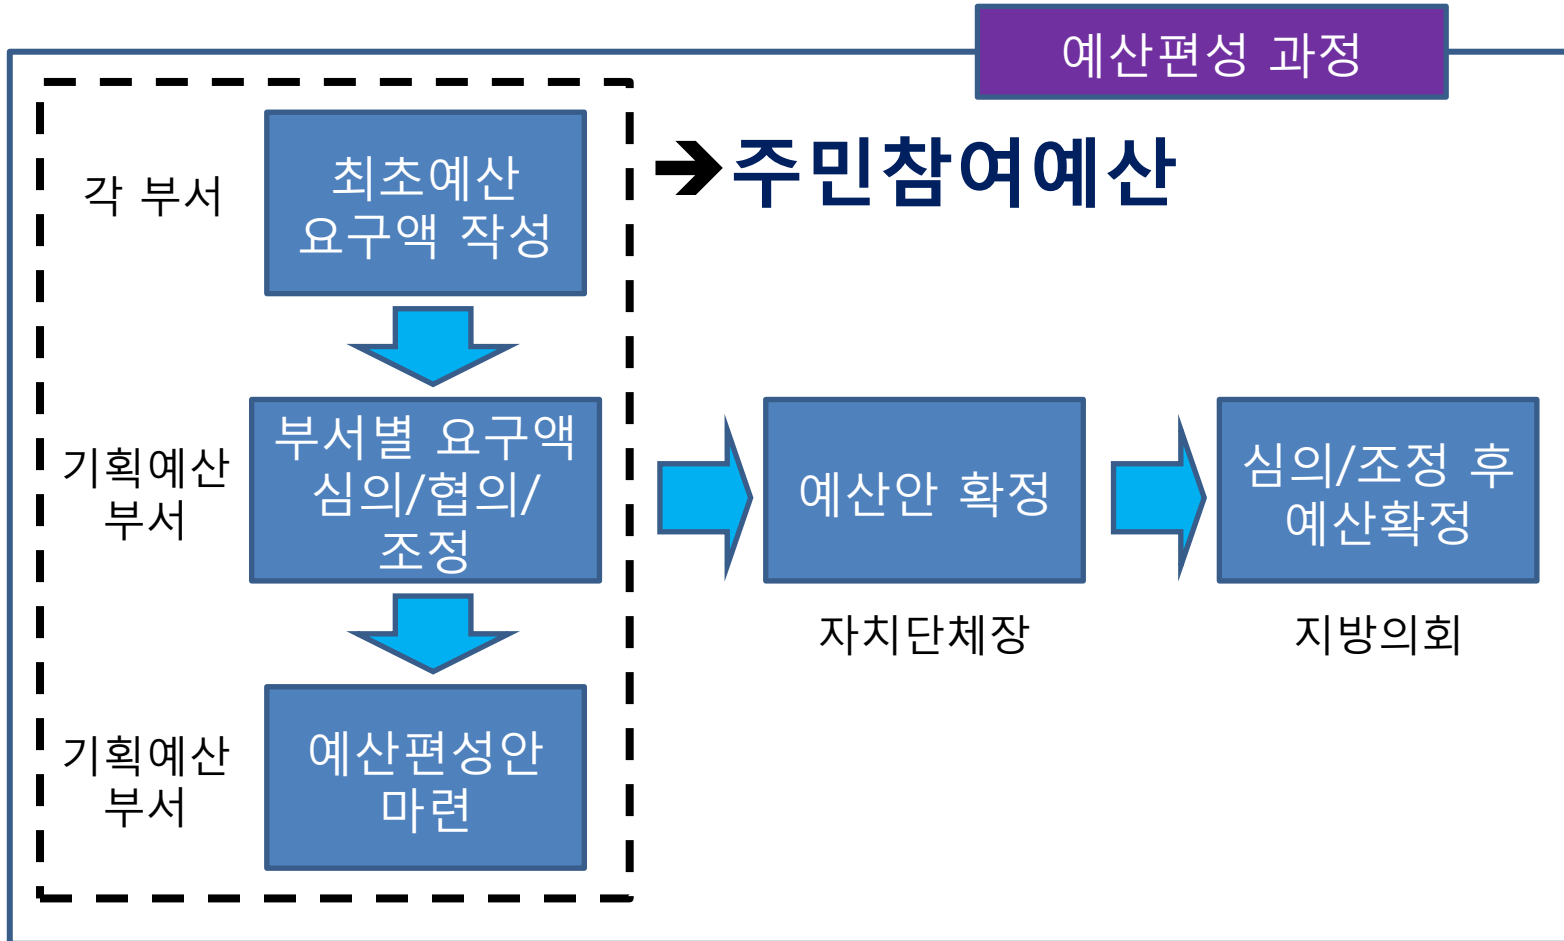 예산편성 과정
각 부서
최초예산
요구액 작성
➔주민참여예산
기획예산
부서
부서별 요구액
심의/협의/
조정
예산안 확정
자치단체장
심의/조정 후
예산확정
지방의회
기획예산
부서
예산편성안
마련